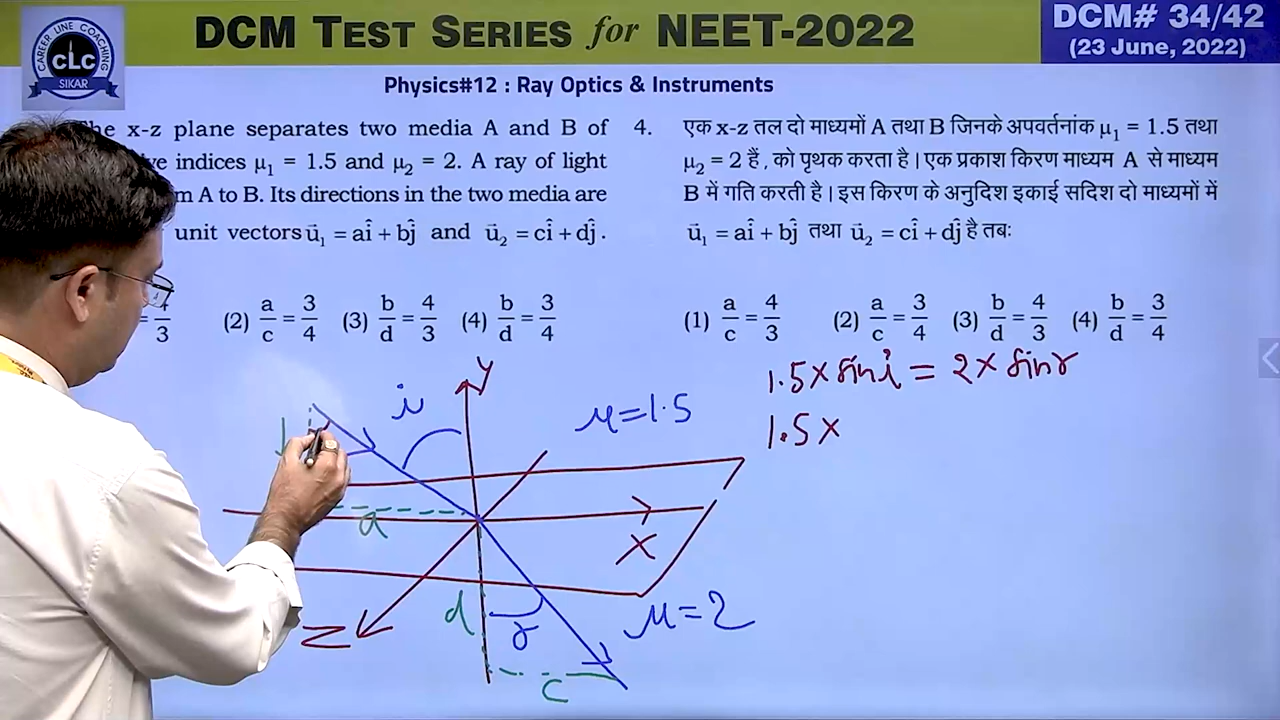 DCM TEST SERIES for NEET-2022
DCM# 34/42
(23 June, 2022)
CAREER LINE COACHING
CLC
SIKAR
Physics#12 : Ray Optics & Instruments
The x-z plane separates two media A and B of
indices μ₁ = 1.5 and μ₂ = 2. A ray of light
A to B. Its directions in the two media are
unit vectors u⃗₁ = aî + bĵ and u⃗₂ = cî + dĵ.
(2) a/c = 3/4 (3) b/d = 4/3 (4) b/d = 3/4
4. एक x-z तल दो माध्यमों A तथा B जिनके अपवर्तनांक μ₁ = 1.5 तथा
μ₂ = 2 हैं, को पृथक करता है। एक प्रकाश किरण माध्यम A से माध्यम
B में गति करती है। इस किरण के अनुदिश इकाई सदिश दो माध्यमों में
u⃗₁ = aî + bĵ तथा u⃗₂ = cî + dĵ है तबः
(1) a/c = 4/3 (2) a/c = 3/4 (3) b/d = 4/3 (4) b/d = 3/4
1.5 × sin i = 2 × sin r
1.5 ×
y
i
μ = 1.5
a
x
z
d
r
μ = 2
c